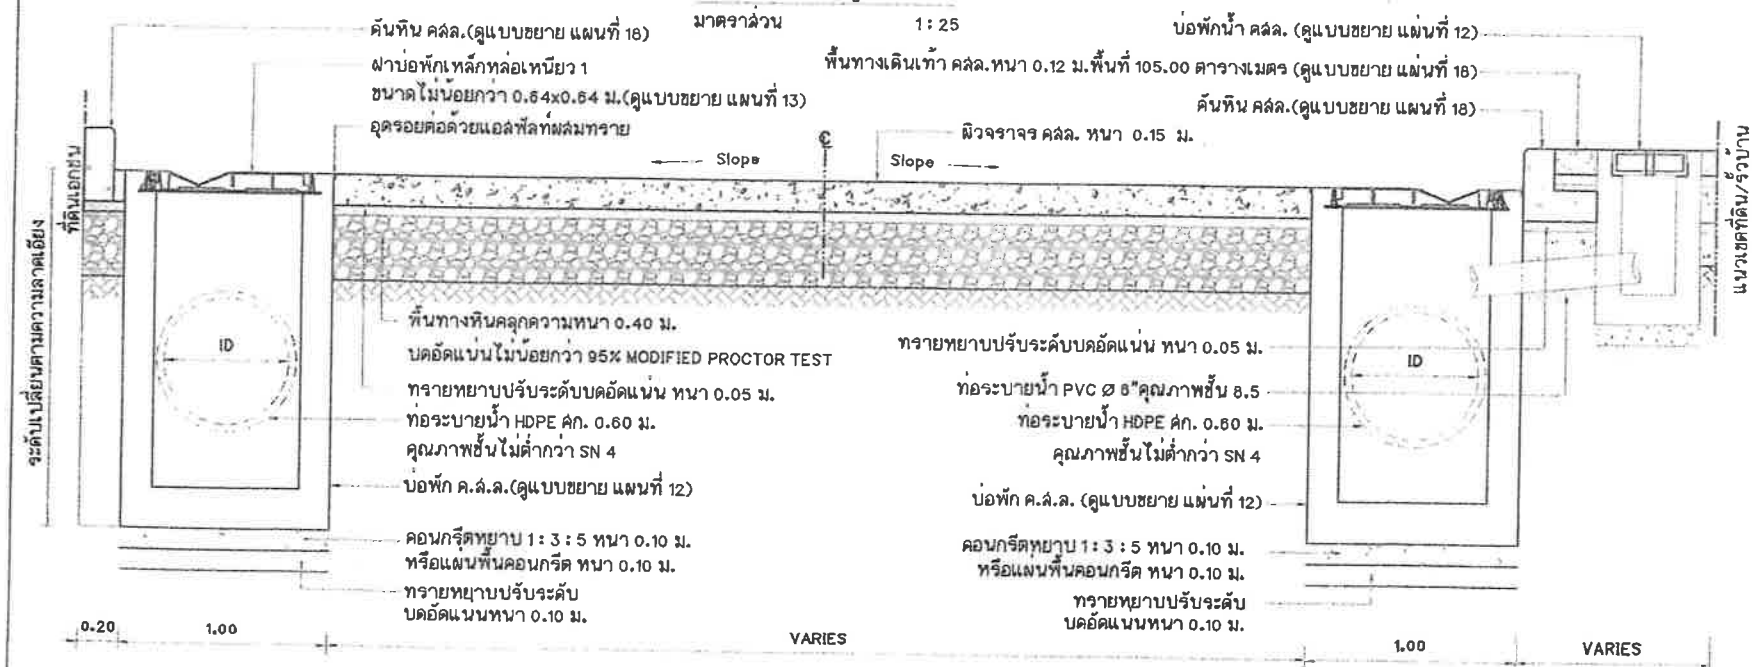 มาตราส่วน 1:25
คันหิน คสล.(ดูแบบขยาย แผ่นที่ 18)
ฝาบ่อพักเหล็กหล่อเหนียว 1
ขนาดไม่น้อยกว่า 0.64x0.64 ม.(ดูแบบขยาย แผ่นที่ 13)
อุดรอยต่อด้วยแอสฟัลท์ผสมทราย
บ่อพักน้ำ คสล. (ดูแบบขยาย แผ่นที่ 12)
พื้นทางเดินเท้า คสล.หนา 0.12 ม.พื้นที่ 105.00 ตารางเมตร (ดูแบบขยาย แผ่นที่ 18)
คันหิน คสล.(ดูแบบขยาย แผ่นที่ 18)
ผิวจราจร คสล. หนา 0.15 ม.
Slope
Slope
ที่ดินเอกชน
ระดับเปลี่ยนตามความลาดเอียง
แนวเขตที่ดิน/รั้วบ้าน
ID
ID
พื้นทางหินคลุกความหนา 0.40 ม.
บดอัดแน่นไม่น้อยกว่า 95% MODIFIED PROCTOR TEST
ทรายหยาบปรับระดับบดอัดแน่น หนา 0.05 ม.
ท่อระบายน้ำ HDPE ศก. 0.60 ม.
คุณภาพชั้นไม่ต่ำกว่า SN 4
บ่อพัก ค.ส.ล.(ดูแบบขยาย แผ่นที่ 12)
คอนกรีตหยาบ 1:3:5 หนา 0.10 ม.
หรือแผ่นพื้นคอนกรีต หนา 0.10 ม.
ทรายหยาบปรับระดับ
บดอัดแน่นหนา 0.10 ม.
ทรายหยาบปรับระดับบดอัดแน่น หนา 0.05 ม.
ท่อระบายน้ำ PVC Ø 6"คุณภาพชั้น 8.5
ท่อระบายน้ำ HDPE ศก. 0.60 ม.
คุณภาพชั้นไม่ต่ำกว่า SN 4
บ่อพัก ค.ส.ล. (ดูแบบขยาย แผ่นที่ 12)
คอนกรีตหยาบ 1:3:5 หนา 0.10 ม.
หรือแผ่นพื้นคอนกรีต หนา 0.10 ม.
ทรายหยาบปรับระดับ
บดอัดแน่นหนา 0.10 ม.
0.20 1.00 VARIES 1.00 VARIES